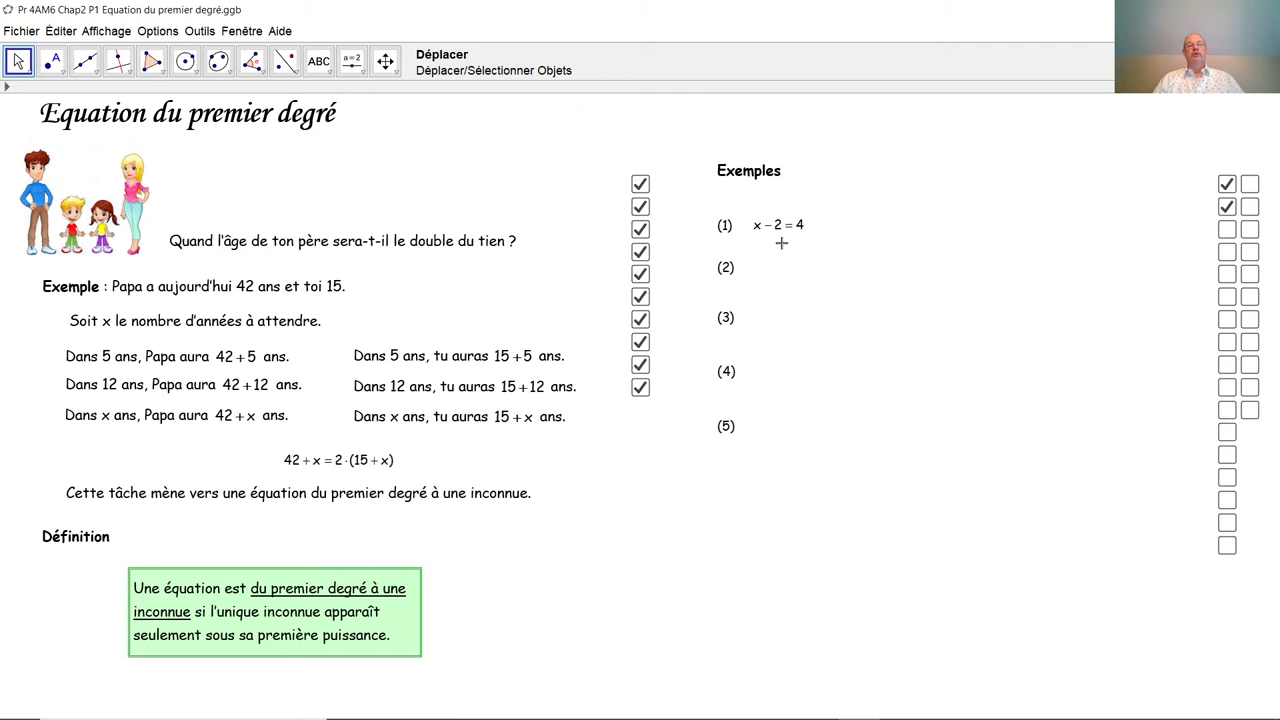 Pr 4AM6 Chap2 P1 Equation du premier degré.ggb
Fichier Éditer Affichage Options Outils Fenêtre Aide
A
ABC
a=2
Déplacer
Déplacer/Sélectionner Objets
Equation du premier degré
Quand l'âge de ton père sera-t-il le double du tien ?
Exemple : Papa a aujourd'hui 42 ans et toi 15.
Soit x le nombre d'années à attendre.
Dans 5 ans, Papa aura 42+5 ans. Dans 5 ans, tu auras 15+5 ans.
Dans 12 ans, Papa aura 42+12 ans. Dans 12 ans, tu auras 15+12 ans.
Dans x ans, Papa aura 42+x ans. Dans x ans, tu auras 15+x ans.
42+x=2·(15+x)
Cette tâche mène vers une équation du premier degré à une inconnue.
Définition
Une équation est du premier degré à une
inconnue si l'unique inconnue apparaît
seulement sous sa première puissance.
Exemples
(1) x−2=4
(2)
(3)
(4)
(5)